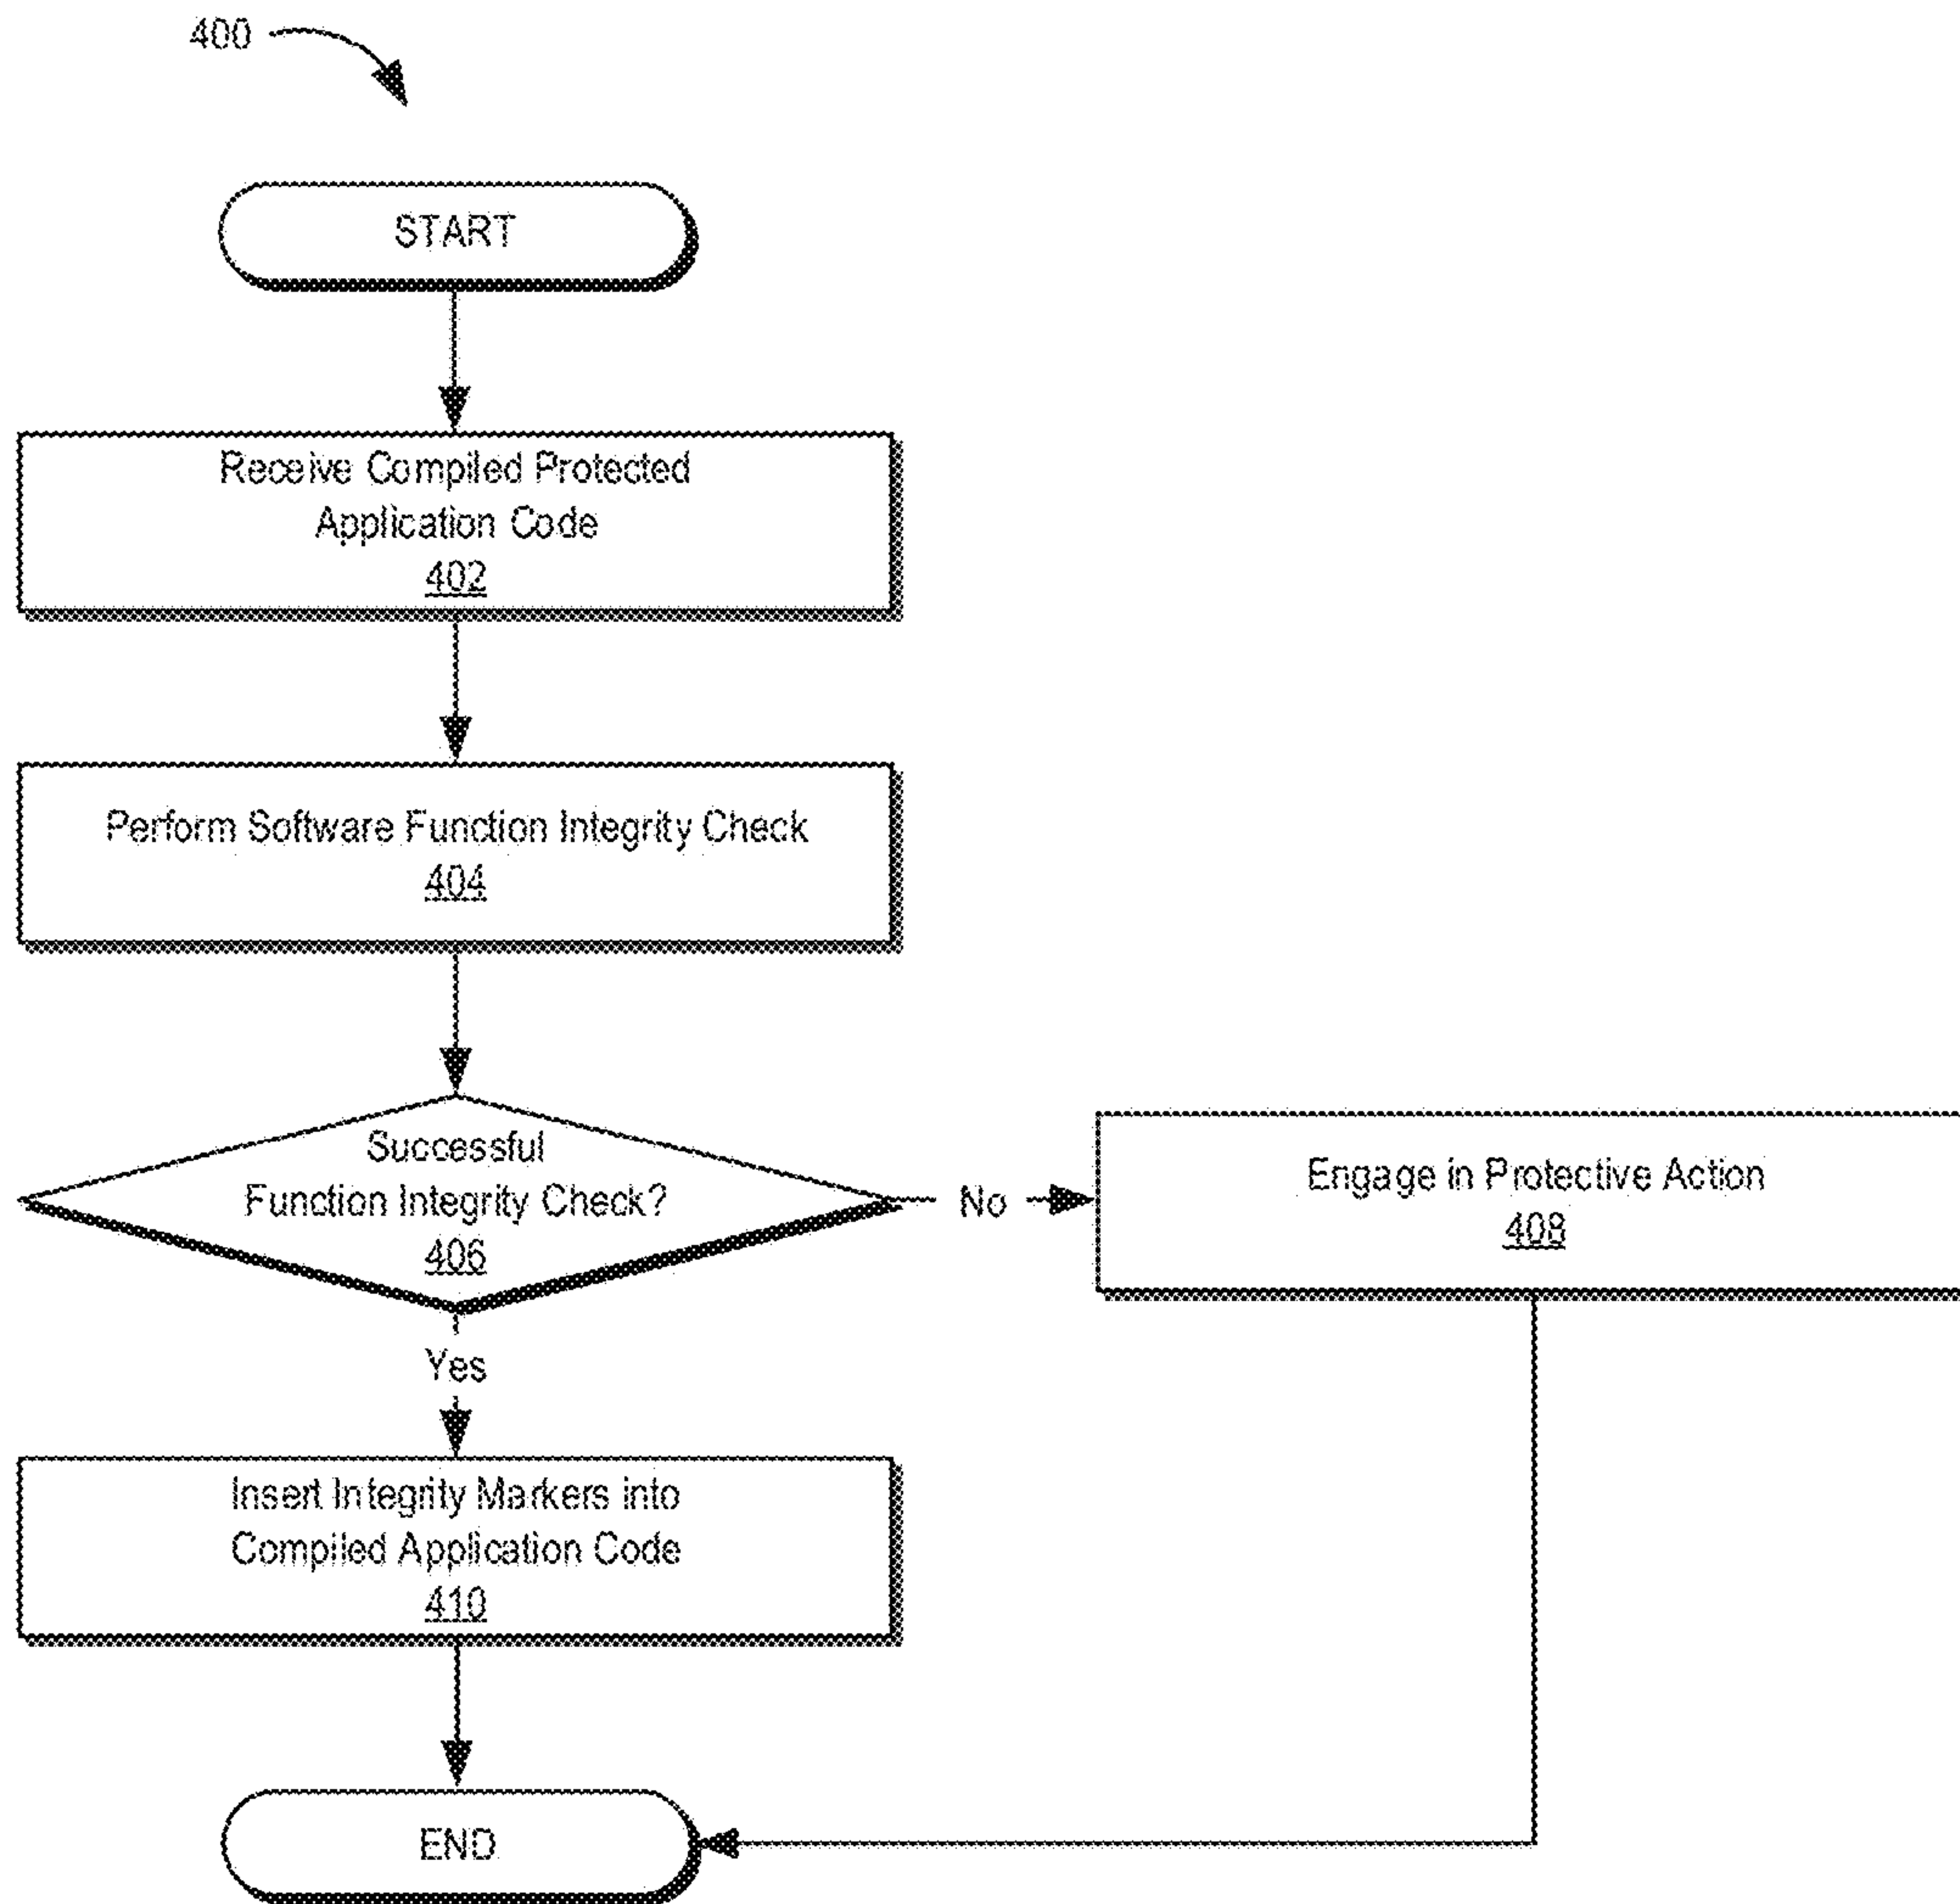 400
START
Receive Compiled Protected
Application Code
402
Perform Software Function Integrity Check
404
Successful
Function Integrity Check?
406
No
Engage in Protective Action
408
Yes
Insert Integrity Markers into
Compiled Application Code
410
END